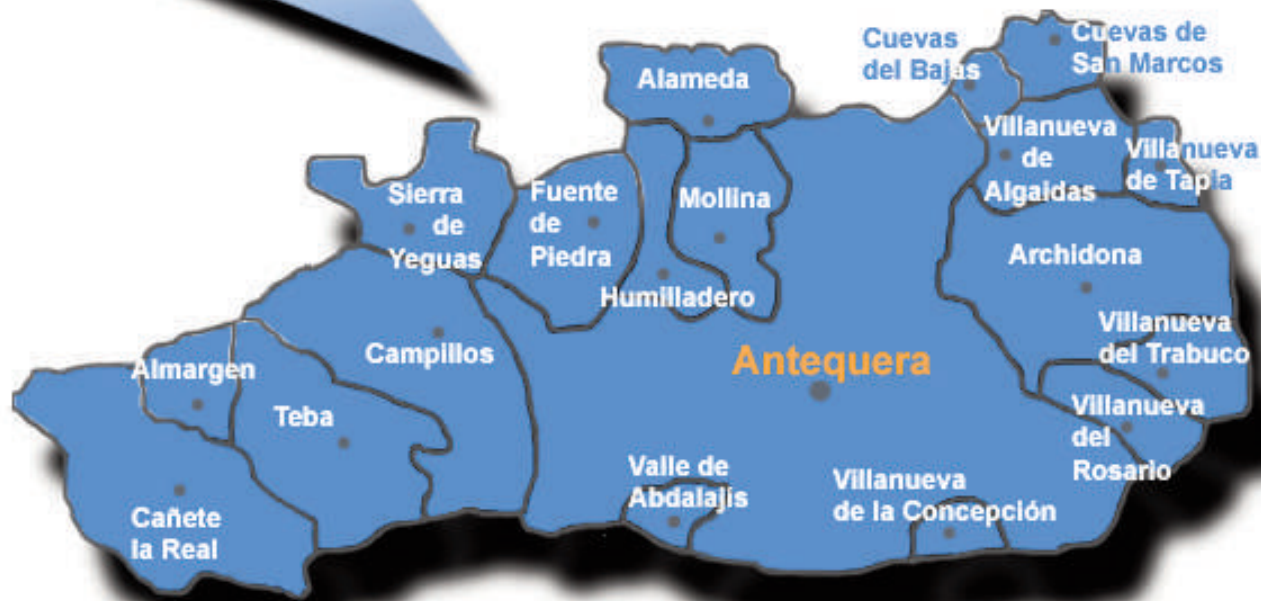 Cuevas
del Bajas
Cuevas de
San Marcos
Alameda
Villanueva
de
Algaidas
Villanueva
de Tapia
Sierra
de
Yeguas
Fuente
de
Piedra
Mollina
Humilladero
Archidona
Villanueva
del Trabuco
Almargen
Campillos
Antequera
Teba
Villanueva
del
Rosario
Valle de
Abdalajís
Villanueva
de la Concepción
Cañete
la Real